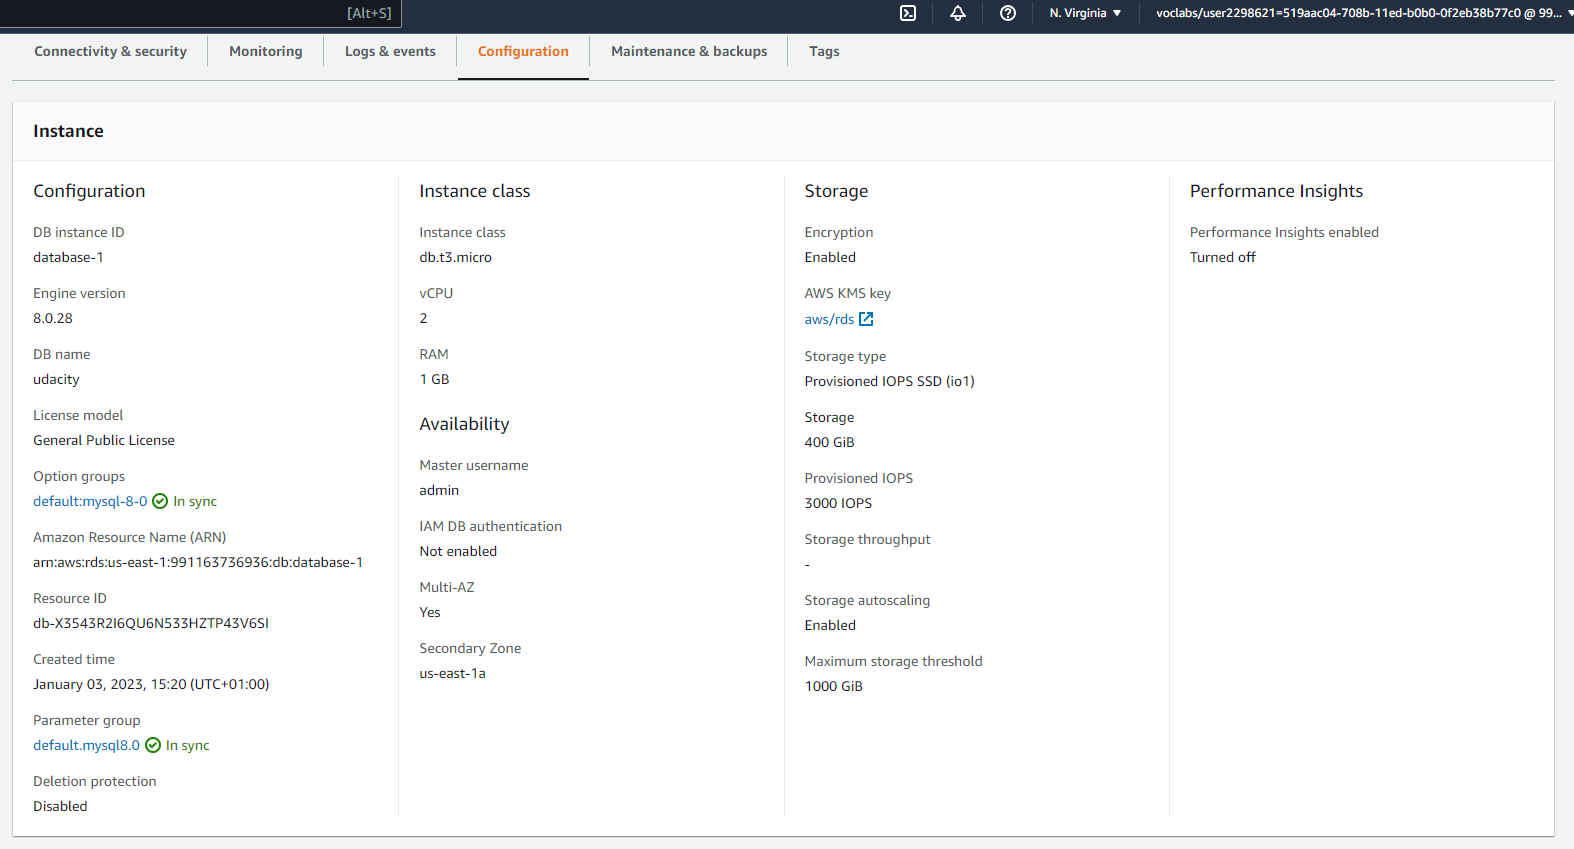 [Alt+S]
N. Virginia
voclabs/user2298621=519aac04-708b-11ed-b0b0-0f2eb38b77c0 @ 99...
Connectivity & security
Monitoring
Logs & events
Configuration
Maintenance & backups
Tags
Instance
Configuration
DB instance ID
database-1
Engine version
8.0.28
DB name
udacity
License model
General Public License
Option groups
default:mysql-8-0 In sync
Amazon Resource Name (ARN)
arn:aws:rds:us-east-1:991163736936:db:database-1
Resource ID
db-X3543R2I6QU6N533HZTP43V6SI
Created time
January 03, 2023, 15:20 (UTC+01:00)
Parameter group
default.mysql8.0 In sync
Deletion protection
Disabled
Instance class
Instance class
db.t3.micro
vCPU
2
RAM
1 GB
Availability
Master username
admin
IAM DB authentication
Not enabled
Multi-AZ
Yes
Secondary Zone
us-east-1a
Storage
Encryption
Enabled
AWS KMS key
aws/rds
Storage type
Provisioned IOPS SSD (io1)
Storage
400 GiB
Provisioned IOPS
3000 IOPS
Storage throughput
-
Storage autoscaling
Enabled
Maximum storage threshold
1000 GiB
Performance Insights
Performance Insights enabled
Turned off